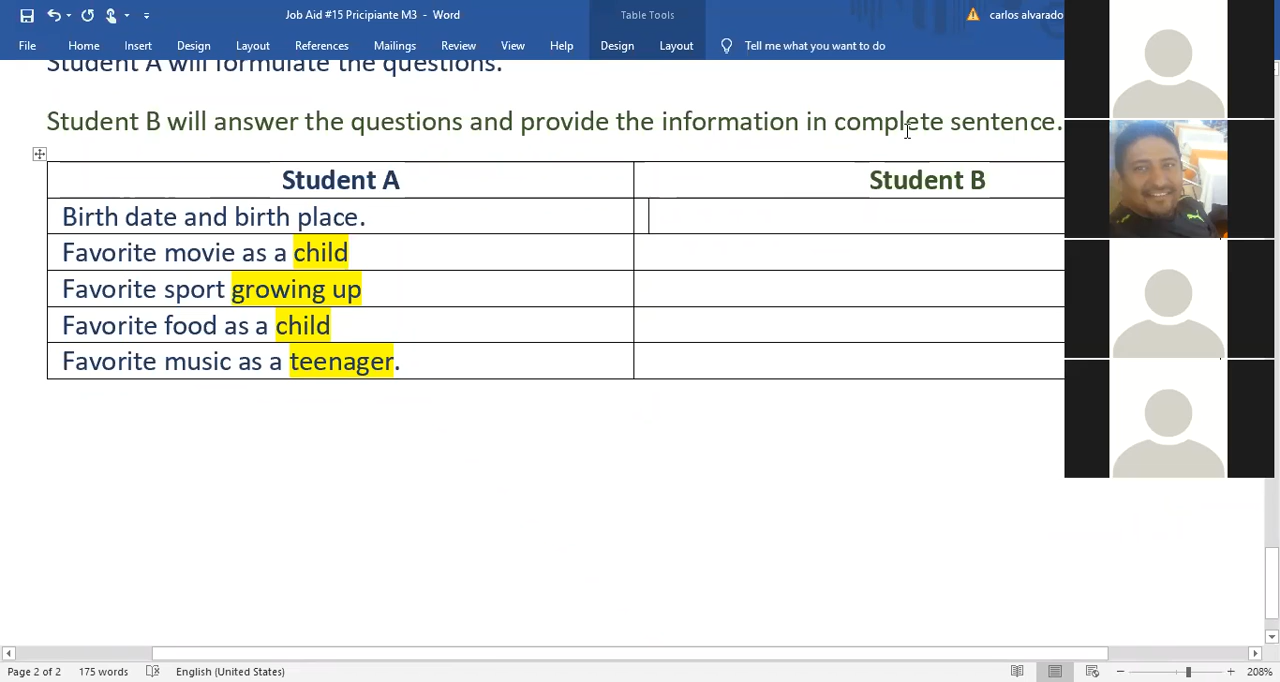 Job Aid #15 Pricipiante M3 - Word
Table Tools
carlos alvarado
File Home Insert Design Layout References Mailings Review View Help Design Layout Tell me what you want to do
Student A will formulate the questions.
Student B will answer the questions and provide the information in complete sentence.
Student A Student B
Birth date and birth place.
Favorite movie as a child
Favorite sport growing up
Favorite food as a child
Favorite music as a teenager.
Page 2 of 2 175 words English (United States) 208%